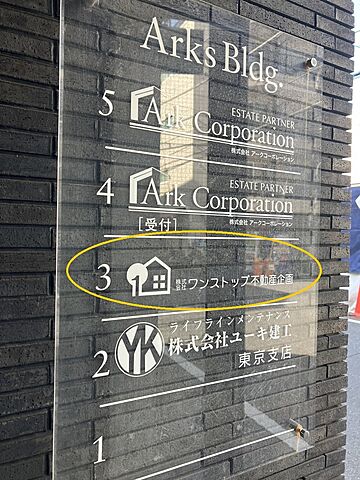 Arks Bldg.
5 ESTATE PARTNER
Ark Corporation
株式会社 アークコーポレーション
4 ESTATE PARTNER
Ark Corporation
[受付] 株式会社 アークコーポレーション
3 1 株式会社 ワンストップ不動産企画
ライフラインメンテナンス
2 YK 株式会社ユーキ建工
東京支店
1